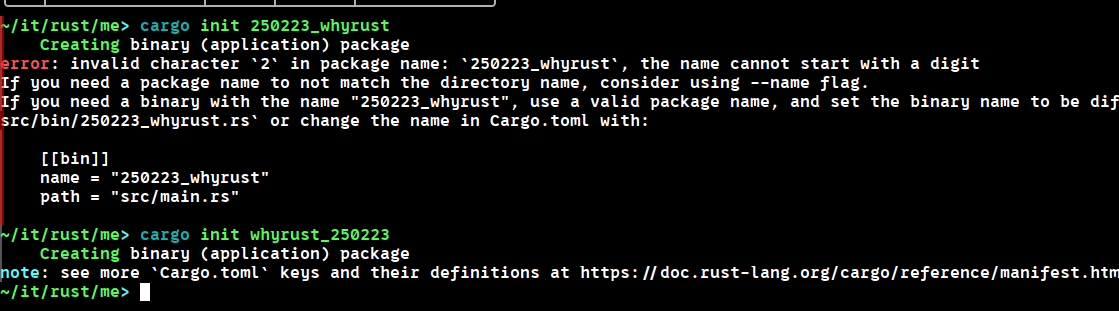 ~/it/rust/me> cargo init 250223_whyrust
    Creating binary (application) package
error: invalid character `2` in package name: `250223_whyrust`, the name cannot start with a digit
If you need a package name to not match the directory name, consider using --name flag.
If you need a binary with the name "250223_whyrust", use a valid package name, and set the binary name to be dif
src/bin/250223_whyrust.rs` or change the name in Cargo.toml with:

    [[bin]]
    name = "250223_whyrust"
    path = "src/main.rs"

~/it/rust/me> cargo init whyrust_250223
    Creating binary (application) package
note: see more `Cargo.toml` keys and their definitions at https://doc.rust-lang.org/cargo/reference/manifest.htm
~/it/rust/me>